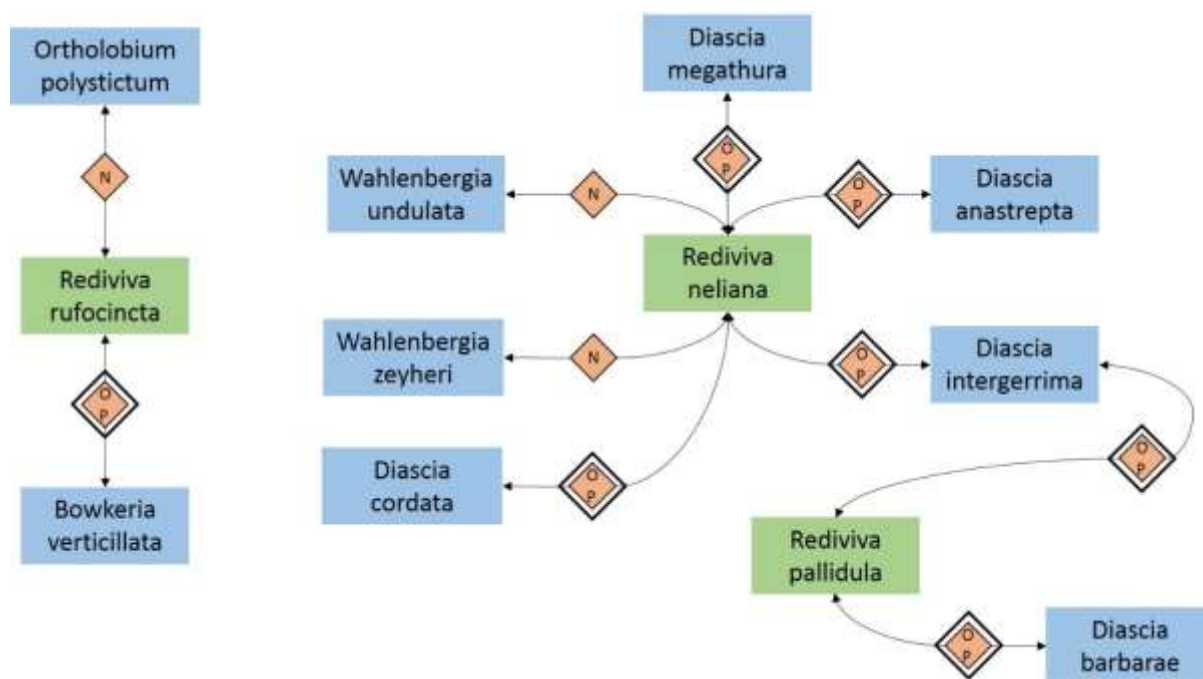 Ortholobium
polystictum
N
Rediviva
rufocincta
O
P
Bowkeria
verticillata
Diascia
megathura
O
P
Wahlenbergia
undulata
N
O
P
Diascia
anastrepta
Rediviva
neliana
Wahlenbergia
zeyheri
N
O
P
Diascia
intergerrima
Diascia
cordata
O
P
O
P
Rediviva
pallidula
O
P
Diascia
barbarae